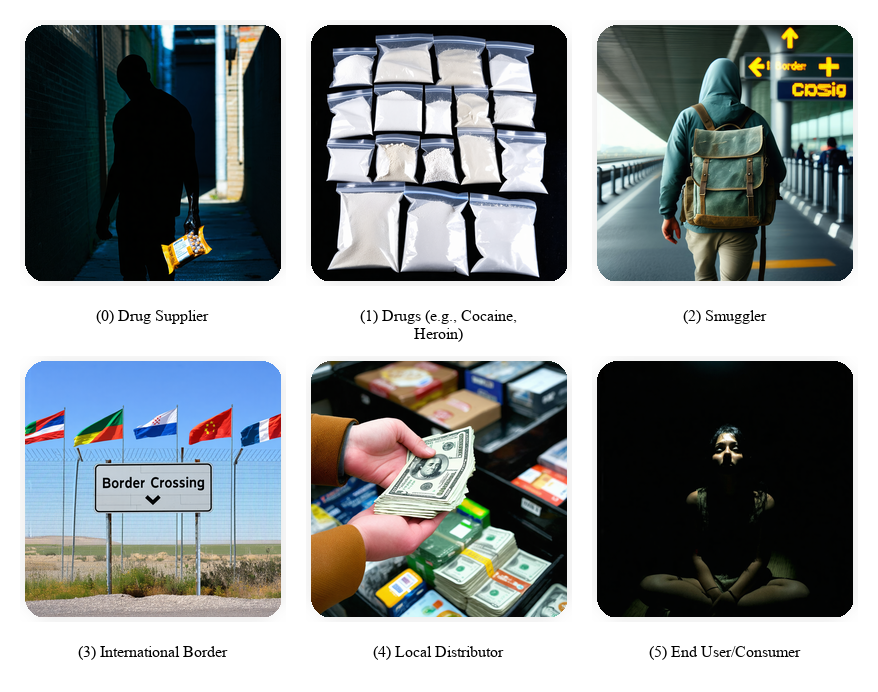 Border
(0) Drug Supplier
(1) Drugs (e.g., Cocaine,
Heroin)
(2) Smuggler
Border Crossing
(3) International Border
(4) Local Distributor
(5) End User/Consumer